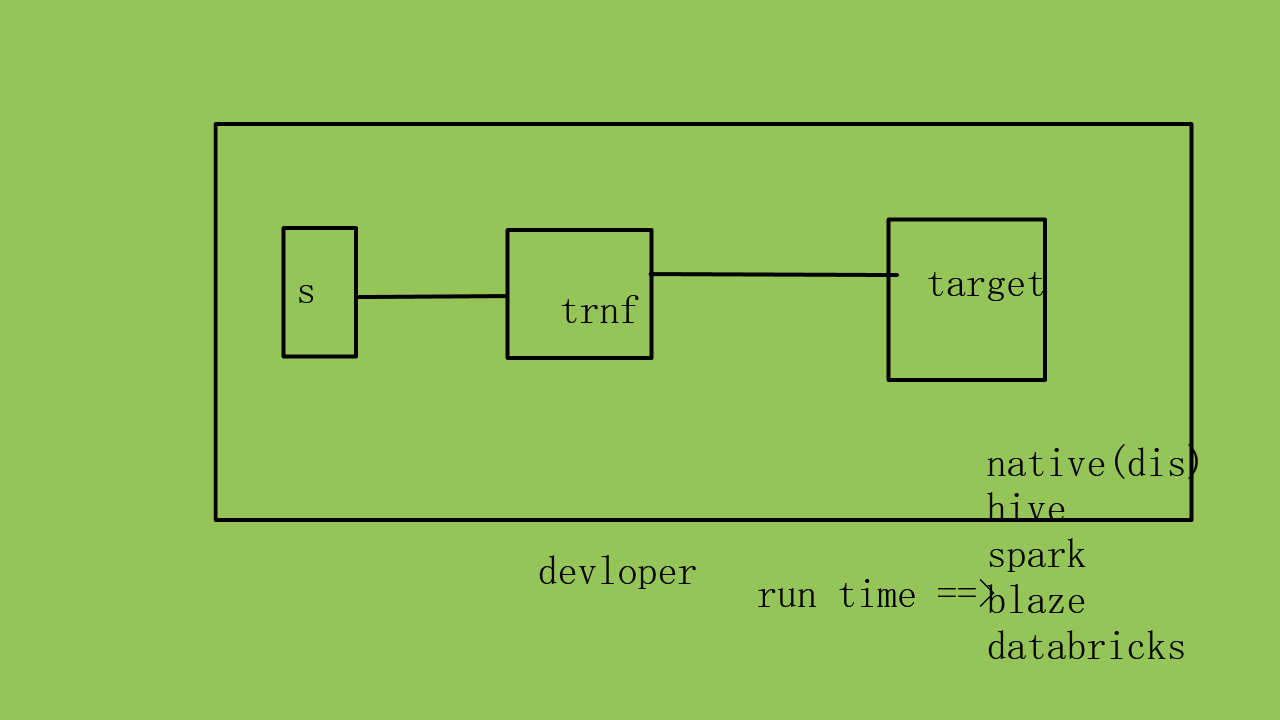 s
trnf
target
native(dis)
hive
spark
devloper
run time ==>
blaze
databricks